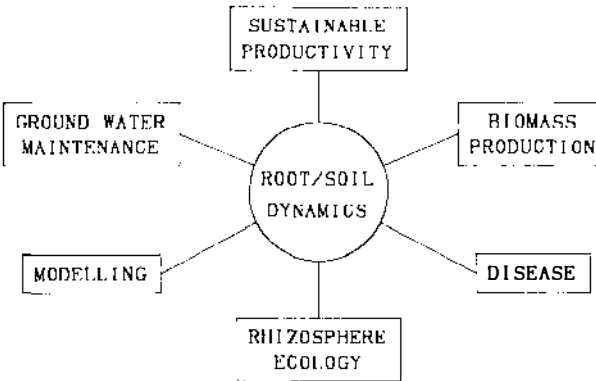 SUSTAINABLE
PRODUCTIVITY
GROUND WATER
MAINTENANCE
BIOMASS
PRODUCTION
ROOT/SOIL
DYNAMICS
MODELLING
DISEASE
RHIZOSPHERE
ECOLOGY